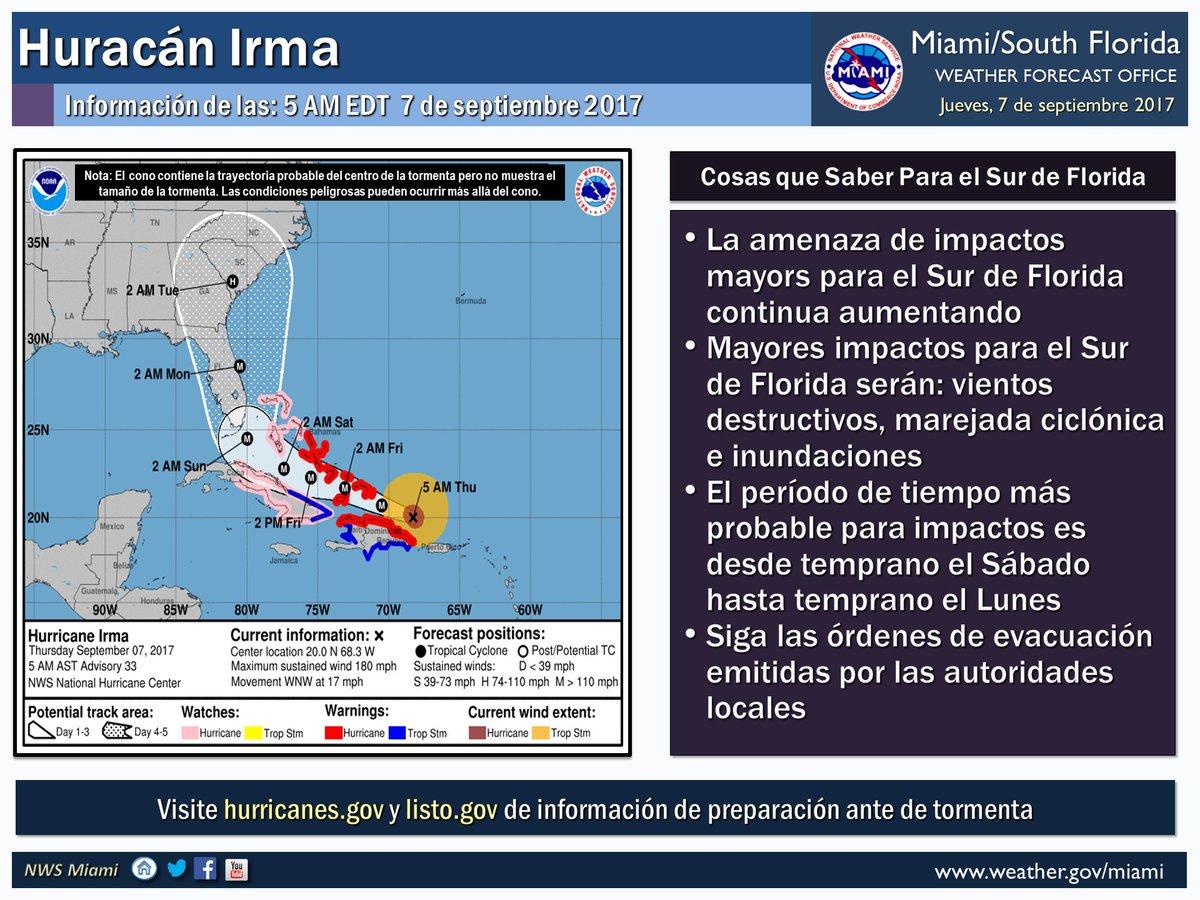 Huracán Irma
Información de las: 5 AM EDT 7 de septiembre 2017
NATIONAL WEATHER SERVICE
MIAMI
U.S. DEPARTMENT OF COMMERCE-NOAA
Miami/South Florida
WEATHER FORECAST OFFICE
Jueves, 7 de septiembre 2017
NOAA
Nota: El cono contiene la trayectoria probable del centro de la tormenta pero no muestra el
tamaño de la tormenta. Las condiciones peligrosas pueden ocurrir más allá del cono.
TN
NC
35N
AR
SC
H
2 AM Tue
MS
GA
Bermuda
LA
30N
FL
M
2 AM Mon
25N
2 AM Sat
Bahamas
M
2 AM Fri
2 AM Sun
Cuba
M
M
M
5 AM Thu
M
20N
Mexico
2 PM Fri
Puerto Rico
Jamaica
Belize
Guatemala
Honduras
90W 85W 80W 75W 70W 65W 60W
Hurricane Irma
Thursday September 07, 2017
5 AM AST Advisory 33
NWS National Hurricane Center
Current information: x
Center location 20.0 N 68.3 W
Maximum sustained wind 180 mph
Movement WNW at 17 mph
Forecast positions:
Tropical Cyclone Post/Potential TC
Sustained winds: D < 39 mph
S 39-73 mph H 74-110 mph M > 110 mph
Potential track area:
Day 1-3 Day 4-5
Watches:
Hurricane Trop Stm
Warnings:
Hurricane Trop Stm
Current wind extent:
Hurricane Trop Stm
Cosas que Saber Para el Sur de Florida
• La amenaza de impactos
mayors para el Sur de Florida
continua aumentando
• Mayores impactos para el Sur
de Florida serán: vientos
destructivos, marejada ciclónica
e inundaciones
• El período de tiempo más
probable para impactos es
desde temprano el Sábado
hasta temprano el Lunes
• Siga las órdenes de evacuación
emitidas por las autoridades
locales
Visite hurricanes.gov y listo.gov de información de preparación ante de tormenta
NWS Miami
You Tube
www.weather.gov/miami